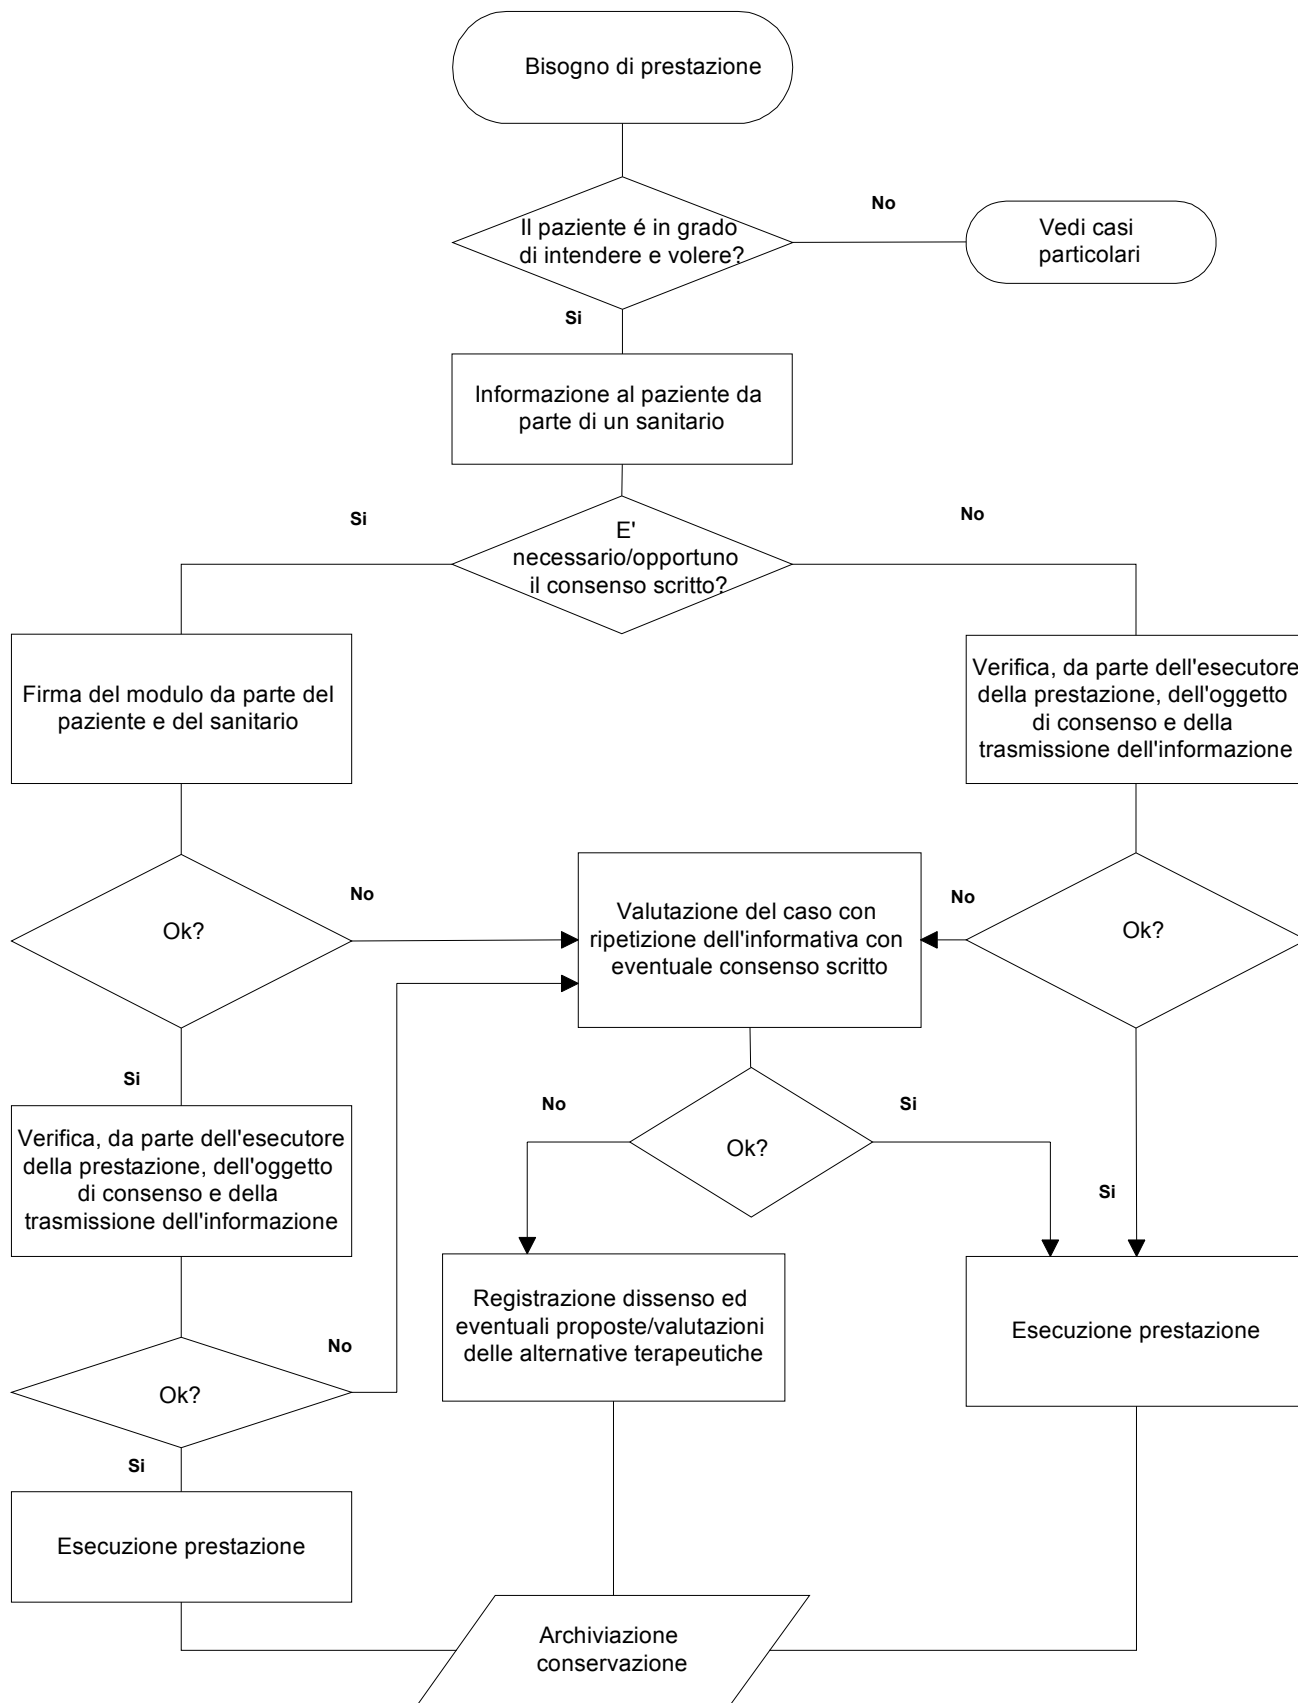 Bisogno di prestazione
Il paziente é in grado
di intendere e volere?
No
Vedi casi
particolari
Si
Informazione al paziente da
parte di un sanitario
Si
E'
necessario/opportuno
il consenso scritto?
No
Firma del modulo da parte del
paziente e del sanitario
Verifica, da parte dell'esecutore
della prestazione, dell'oggetto
di consenso e della
trasmissione dell'informazione
Ok?
No
Valutazione del caso con
ripetizione dell'informativa con
eventuale consenso scritto
No
Ok?
Si
Verifica, da parte dell'esecutore
della prestazione, dell'oggetto
di consenso e della
trasmissione dell'informazione
No
Ok?
Si
Si
Registrazione dissenso ed
eventuali proposte/valutazioni
delle alternative terapeutiche
Esecuzione prestazione
Ok?
No
Si
Esecuzione prestazione
Archiviazione
conservazione